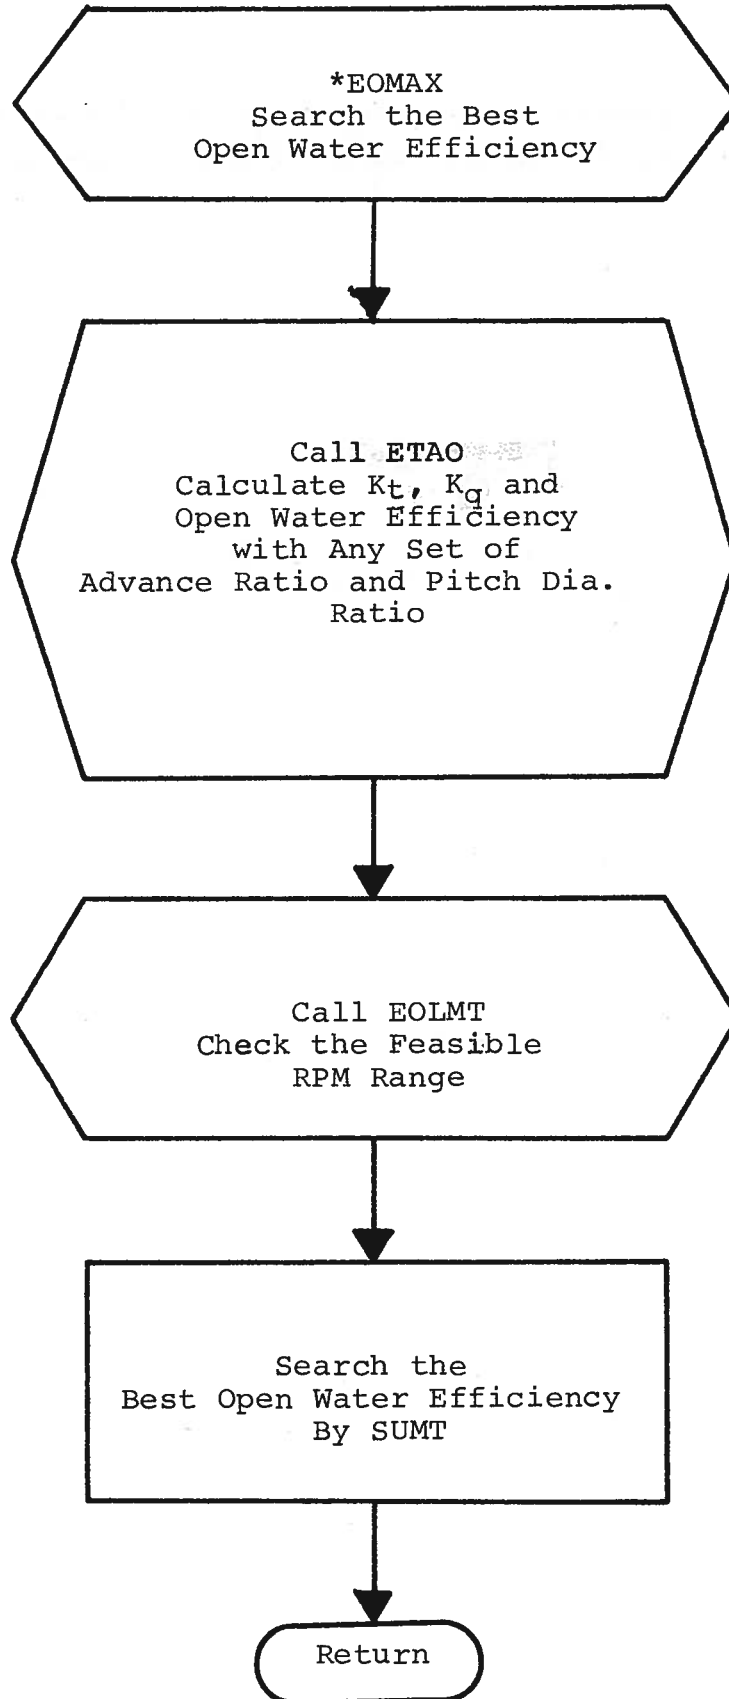 *EOMAX
Search the Best
Open Water Efficiency
Call ETAO
Calculate Kt, Kq and
Open Water Efficiency
with Any Set of
Advance Ratio and Pitch Dia.
Ratio
Call EOLMT
Check the Feasible
RPM Range
Search the
Best Open Water Efficiency
By SUMT
Return